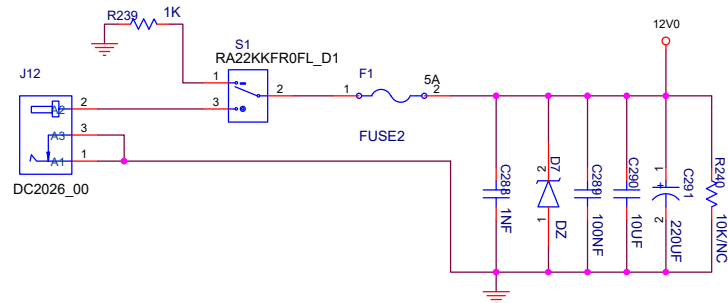 R239
1K
12V0
S1
RA22KKFR0FL_D1
J12
1
2
3
F1
5A
1
2
FUSE2
A2
2
A3
3
A1
1
DC2026_00
C288
1NF
D7
2
1
DZ
C289
100NF
C290
10UF
1
+
2
C291
220UF
R240
10K/NC